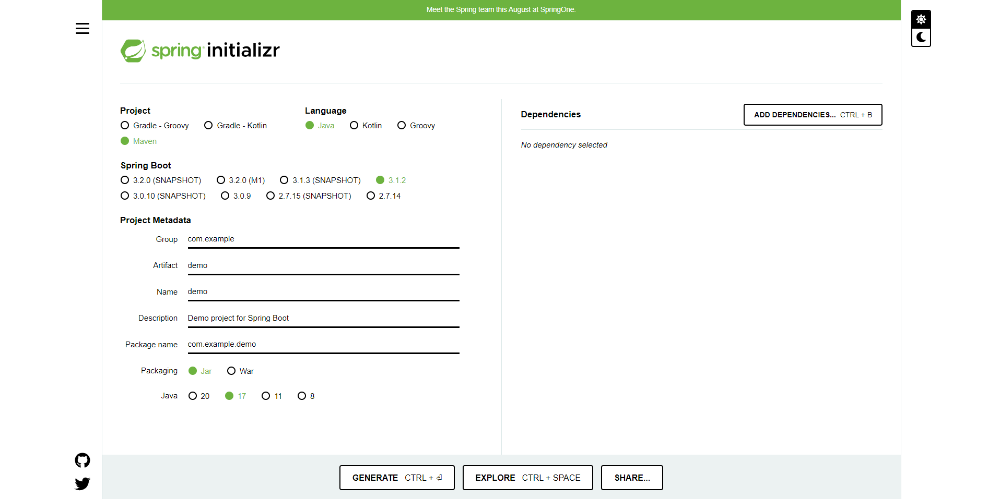 Meet the Spring team this August at SpringOne.
spring initializr
Project
Gradle - Groovy Gradle - Kotlin
Maven
Language
Java Kotlin Groovy
Spring Boot
3.2.0 (SNAPSHOT) 3.2.0 (M1) 3.1.3 (SNAPSHOT) 3.1.2
3.0.10 (SNAPSHOT) 3.0.9 2.7.15 (SNAPSHOT) 2.7.14
Project Metadata
Group com.example
Artifact demo
Name demo
Description Demo project for Spring Boot
Package name com.example.demo
Packaging Jar War
Java 20 17 11 8
Dependencies
ADD DEPENDENCIES... CTRL + B
No dependency selected
GENERATE CTRL + ⏎
EXPLORE CTRL + SPACE
SHARE...